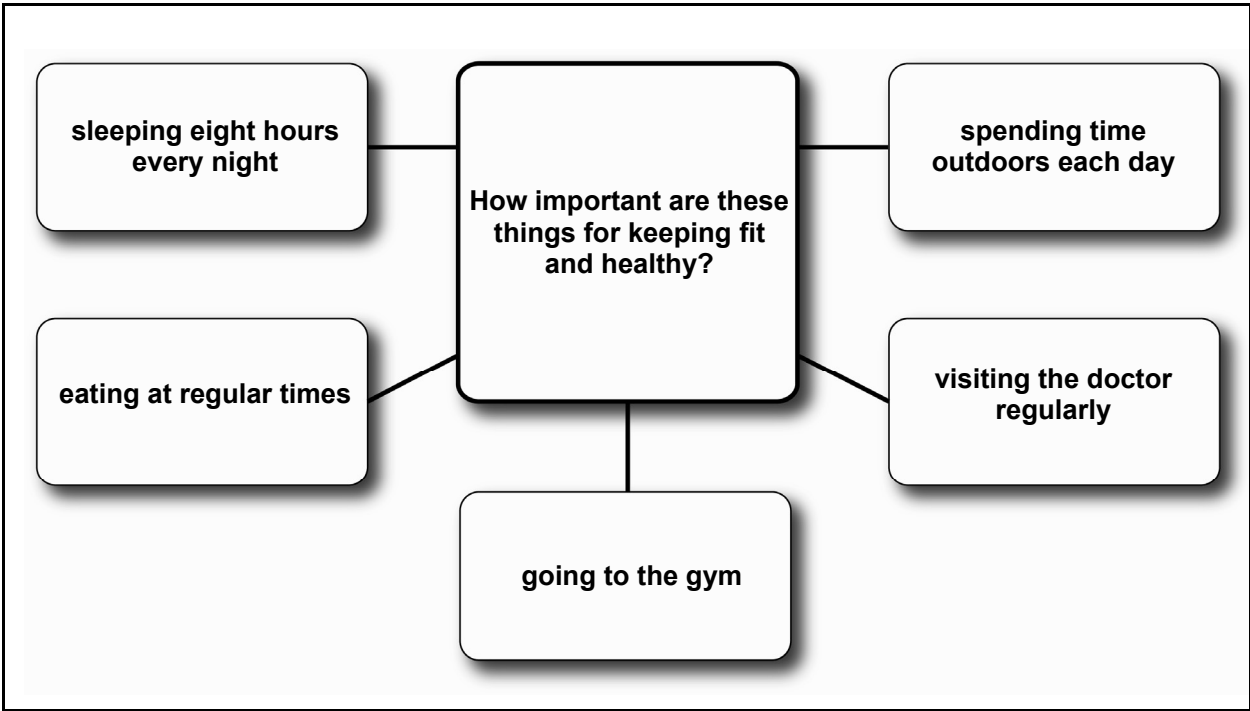 sleeping eight hours
every night
How important are these
things for keeping fit
and healthy?
spending time
outdoors each day
eating at regular times
visiting the doctor
regularly
going to the gym